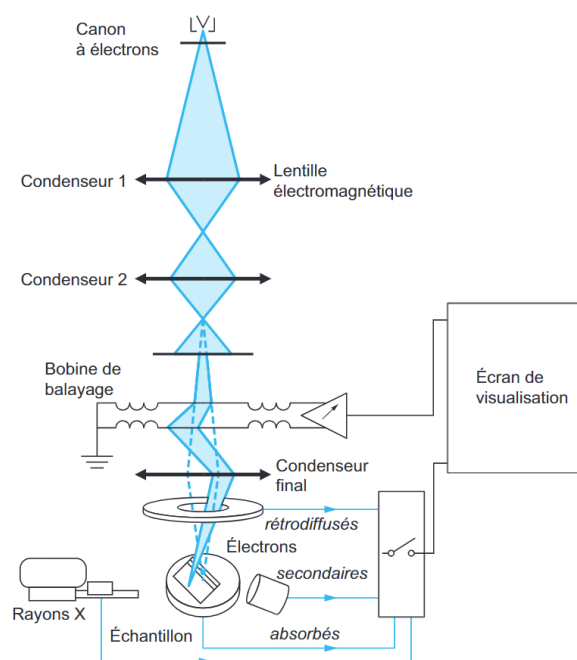 Canon
à électrons
Condenseur 1
Lentille
électromagnétique
Condenseur 2
Bobine de
balayage
Écran de
visualisation
Condenseur
final
rétrodiffusés
Électrons
secondaires
Rayons X
Échantillon
absorbés